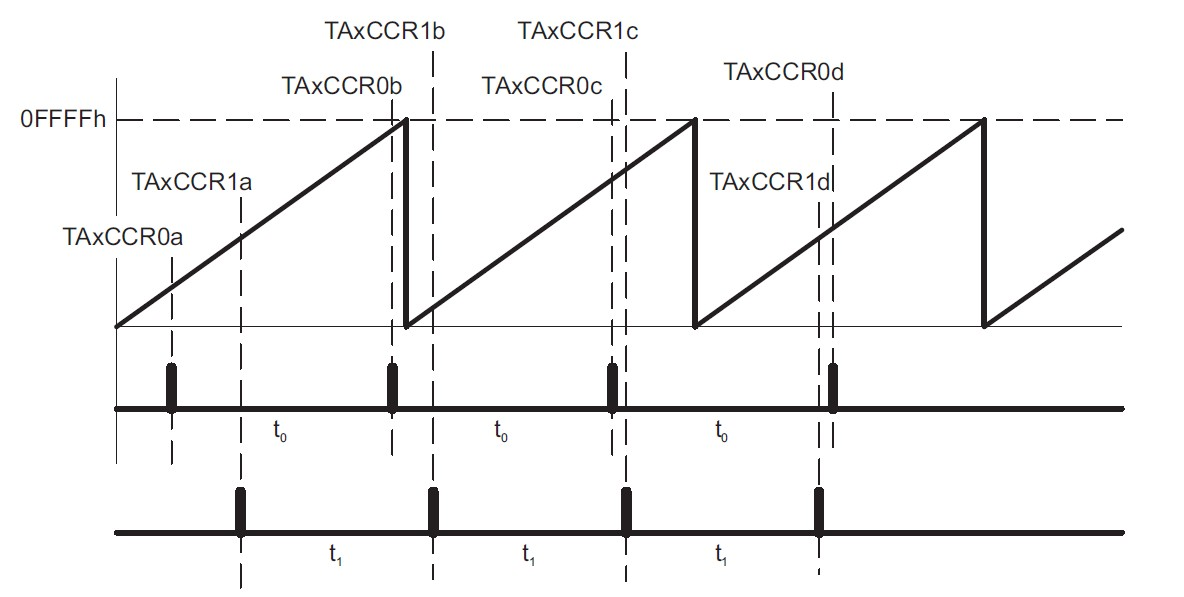 TAxCCR1b
TAxCCR1c
TAxCCR0b
TAxCCR0c
TAxCCR0d
0FFFFh
TAxCCR1a
TAxCCR1d
TAxCCR0a
t0
t0
t0
t1
t1
t1